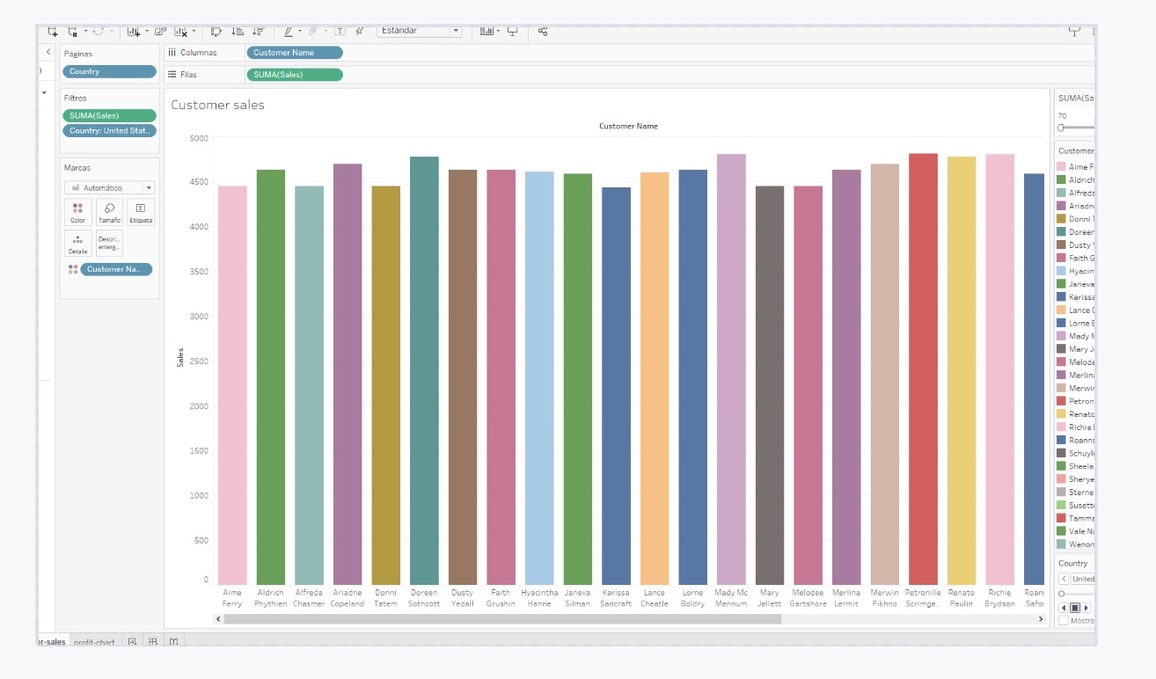 Estándar
Páginas
Country
Columnas
Customer Name
Filas
SUMA(Sales)
Filtros
SUMA(Sales)
Country: United Stat..
Marcas
Automático
Color
Tamaño
Etiqueta
Detalle
Descri...
emerg...
Customer Na..
Customer sales
Customer Name
Sales
5000
4500
4000
3500
3000
2500
2000
1500
1000
500
0
Aime Ferry
Aldrich Phythien
Alfreda Chasmer
Ariadne Copeland
Donni Tatem
Doreen Sothcott
Dusty Yedall
Faith Grushin
Hyacintha Hanne
Janeva Silman
Karissa Sancraft
Lance Cheatle
Lorne Boldry
Mady Mc Mennum
Mary Jellett
Melodee Gartshore
Merlina Lermit
Merwin Pikhno
Petronille Scrimge..
Renato Paulin
Richie Brydson
Roann Safor
SUMA(Sa
70
Customer
Aime F
Aldrich
Alfreda
Ariadn
Donni T
Doreen
Dusty Y
Faith G
Hyacin
Janeva
Karissa
Lance C
Lorne B
Mady M
Mary J
Melode
Merlina
Merwin
Petron
Renato
Richie B
Roanna
Schuyl
Sheela
Sherye
Sterne
Susett
Tamma
Vale No
Wenon
Country
United
Mostra
er-sales
profit-chart